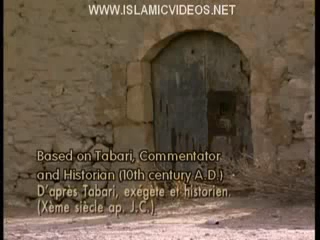 WWW.ISLAMICVIDEOS.NET
Based on Tabari, Commentator
and Historian (10th century A.D.)
D'après Tabari, exégète et historien.
(Xème siècle ap. J.C.)